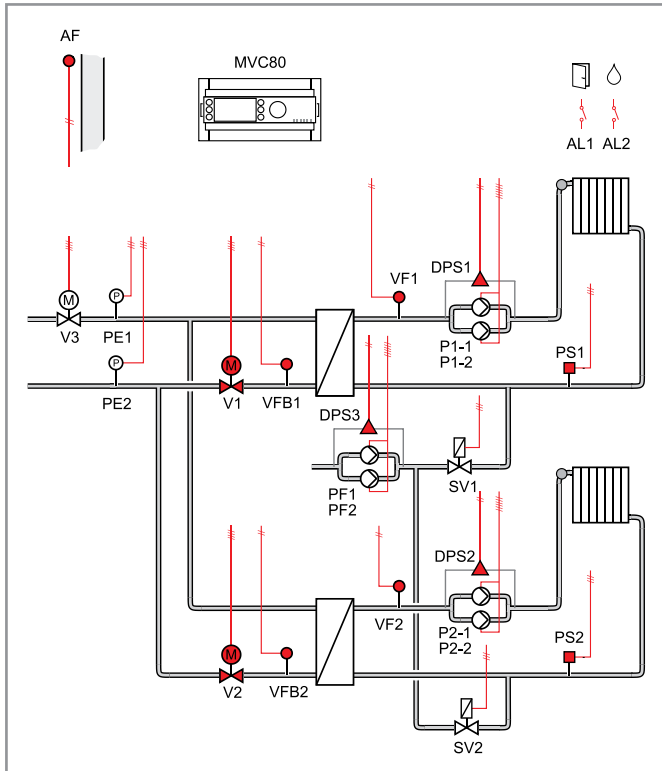 AF
MVC80
AL1 AL2
DPS1
VF1
M
V3
P
PE1
P1-1
P1-2
PS1
P
PE2
M
V1
VFB1
DPS3
SV1
PF1
PF2
DPS2
VF2
P2-1
P2-2
PS2
M
V2
VFB2
SV2